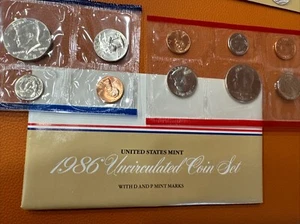 UNITED STATES MINT
1986 Uncirculated Coin Set
WITH D AND P MINT MARKS